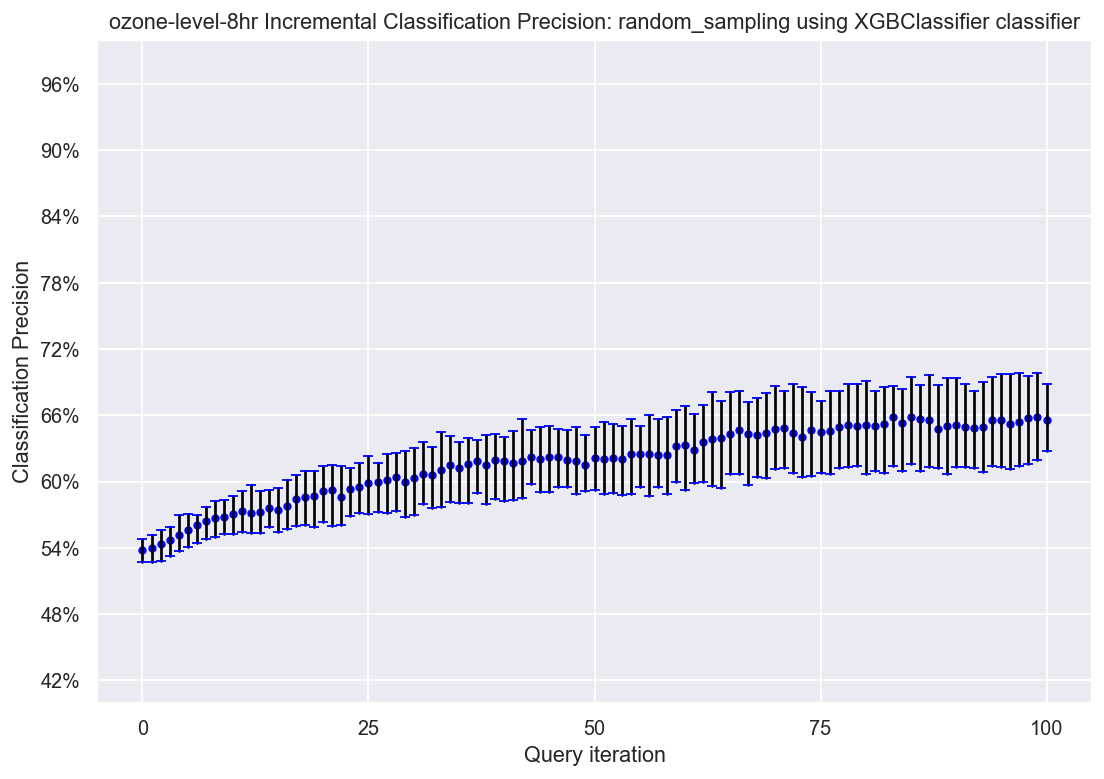 ozone-level-8hr Incremental Classification Precision: random_sampling using XGBClassifier classifier
96%
90%
84%
78%
72%
66%
60%
54%
48%
42%
Classification Precision
0 25 50 75 100
Query iteration